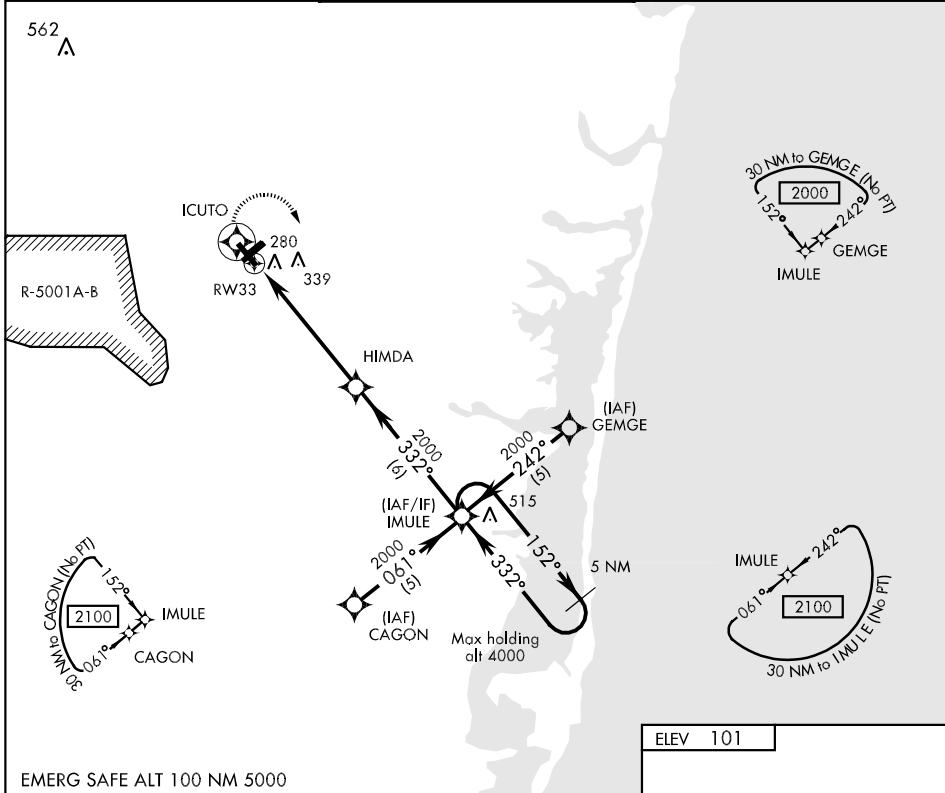 562
ICUTO
280
339
RW33
R-5001A-B
HIMDA
30 NM to GEMGE (No PT)
2000
152°
242°
GEMGE
IMULE
(IAF)
GEMGE
2000
242°
(5)
2000
332°
(6)
(IAF/IF)
IMULE
515
2000
061°
(5)
152°
332°
5 NM
(IAF)
CAGON
Max holding
alt 4000
30 NM to CAGON (No PT)
152°
2100
IMULE
061°
CAGON
IMULE
242°
061°
2100
30 NM to IMULE (No PT)
ELEV 101
EMERG SAFE ALT 100 NM 5000